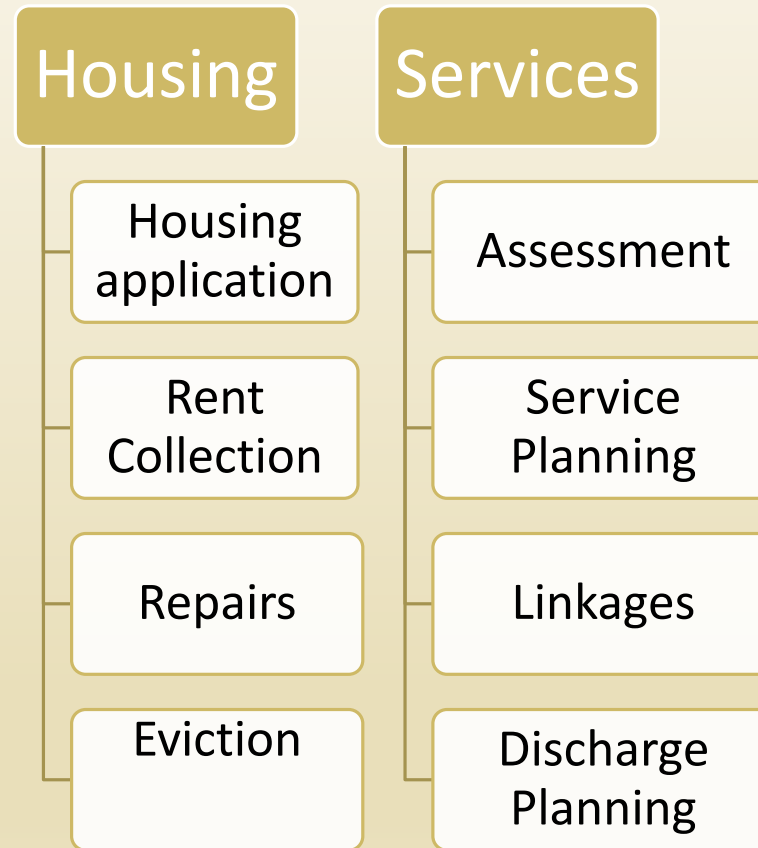 Housing
Housing
application
Rent
Collection
Repairs
Eviction
Services
Assessment
Service
Planning
Linkages
Discharge
Planning